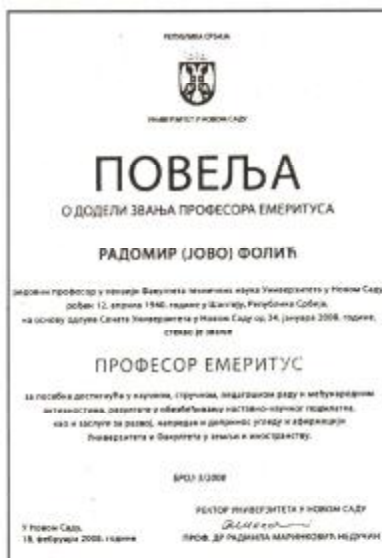 РЕПУБЛИКА СРБИЈА
УНИВЕРЗИТЕТ У НОВОМ САДУ
ПОВЕЉА
О ДОДЕЛИ ЗВАЊА ПРОФЕСОРА ЕМЕРИТУСА
РАДОМИР (ЈОВО) ФОЛИЋ
редовни професор у пензији Факултета техничких наука Универзитета у Новом Саду
рођен 12. априла 1940. године у Републико Србија,
на основу одлуке Сената Универзитета у Новом Саду од 24. јануара 2008. године,
стекао је звање
ПРОФЕСОР ЕМЕРИТУС
за посебна достигнућа у научном, стручном, педагошком раду и међународним
активностима, резултате у обезбеђивању наставно-научног подмлатка,
као и заслуге за развој, напредак и допринос угледу и афирмацији
Универзитета и Факултета у земљи и иностранству.
БРОЈ 3/2008
РЕКТОР УНИВЕРЗИТЕТА У НОВОМ САДУ
У Новом Саду,
18. фебруара 2008. године
ПРОФ. ДР РАДМИЛА МАРИНКОВИЋ НЕДУЧИН